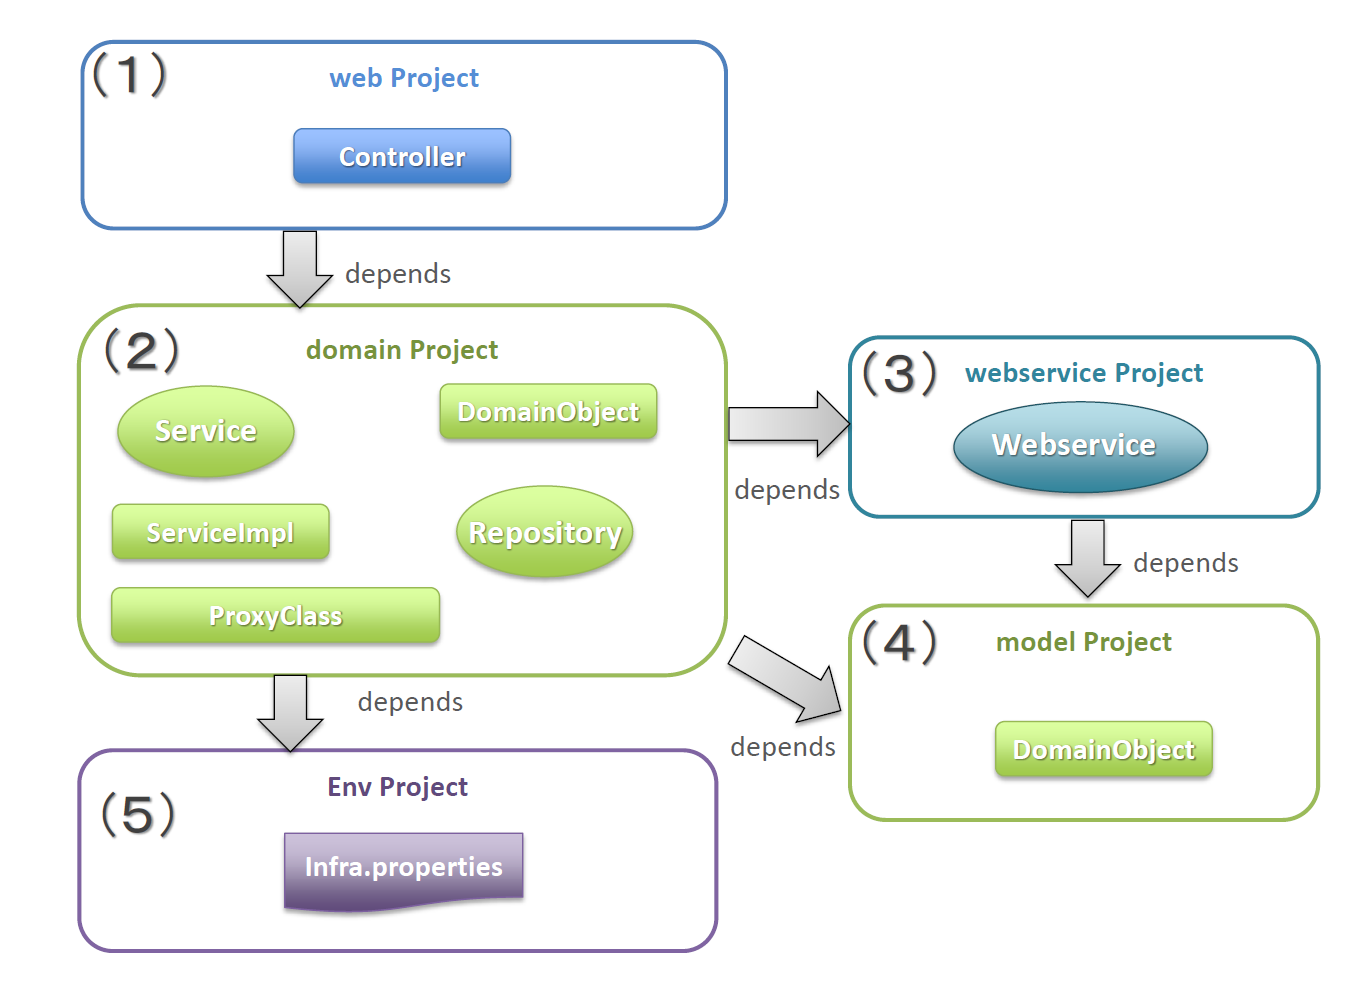 （1）
web Project
Controller
depends
（2）
domain Project
Service
DomainObject
ServiceImpl
Repository
ProxyClass
depends
（3）
webservice Project
Webservice
depends
（4）
model Project
DomainObject
depends
depends
（5）
Env Project
Infra.properties